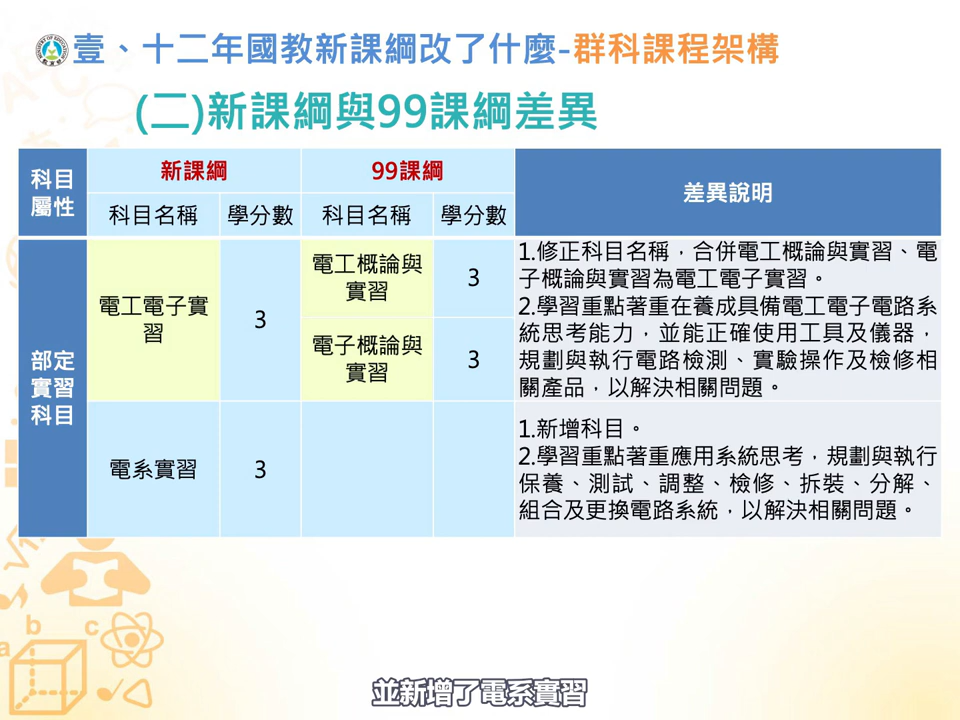 壹、十二年國教新課綱改了什麼-群科課程架構
(二)新課綱與99課綱差異
科目
屬性
新課綱
99課綱
差異說明
科目名稱
學分數
科目名稱
學分數
部定
實習
科目
電工電子實
習
3
電工概論與
實習
3
電子概論與
實習
3
1.修正科目名稱，合併電工概論與實習、電
子概論與實習為電工電子實習。
2.學習重點著重在養成具備電工電子電路系
統思考能力，並能正確使用工具及儀器，
規劃與執行電路檢測、實驗操作及檢修相
關產品，以解決相關問題。
電系實習
3
1.新增科目。
2.學習重點著重應用系統思考，規劃與執行
保養、測試、調整、檢修、拆裝、分解、
組合及更換電路系統，以解決相關問題。
a
b
c
並新增了電系實習